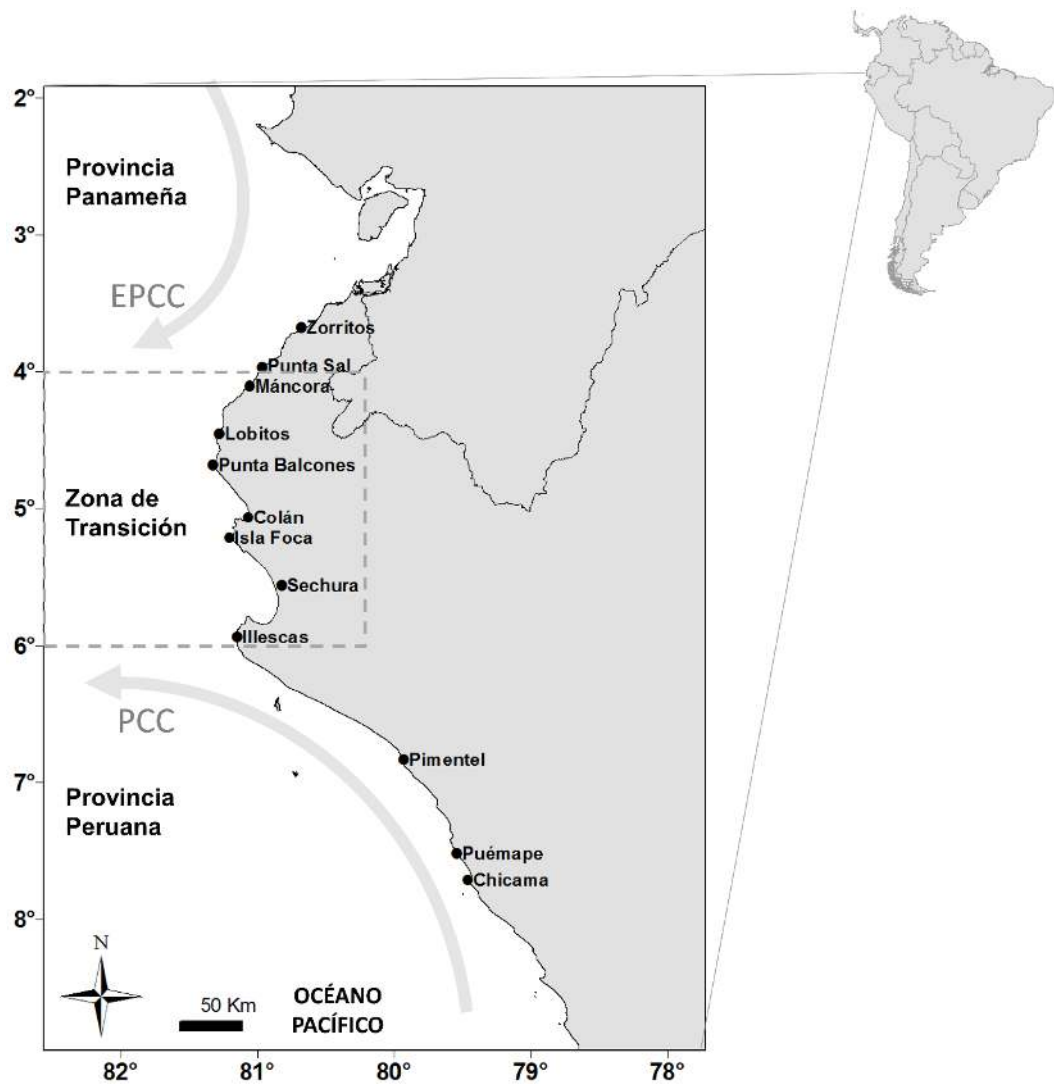 2°
Provincia
Panameña
3°
EPCC
Zorritos
Punta Sal
4°
Máncora
Lobitos
Punta Balcones
Zona de
Transición
5°
Colán
Isla Foca
Sechura
Illescas
6°
PCC
Pimentel
7°
Provincia
Peruana
Puémape
Chicama
8°
N
50 Km
OCÉANO
PACÍFICO
82°
81°
80°
79°
78°